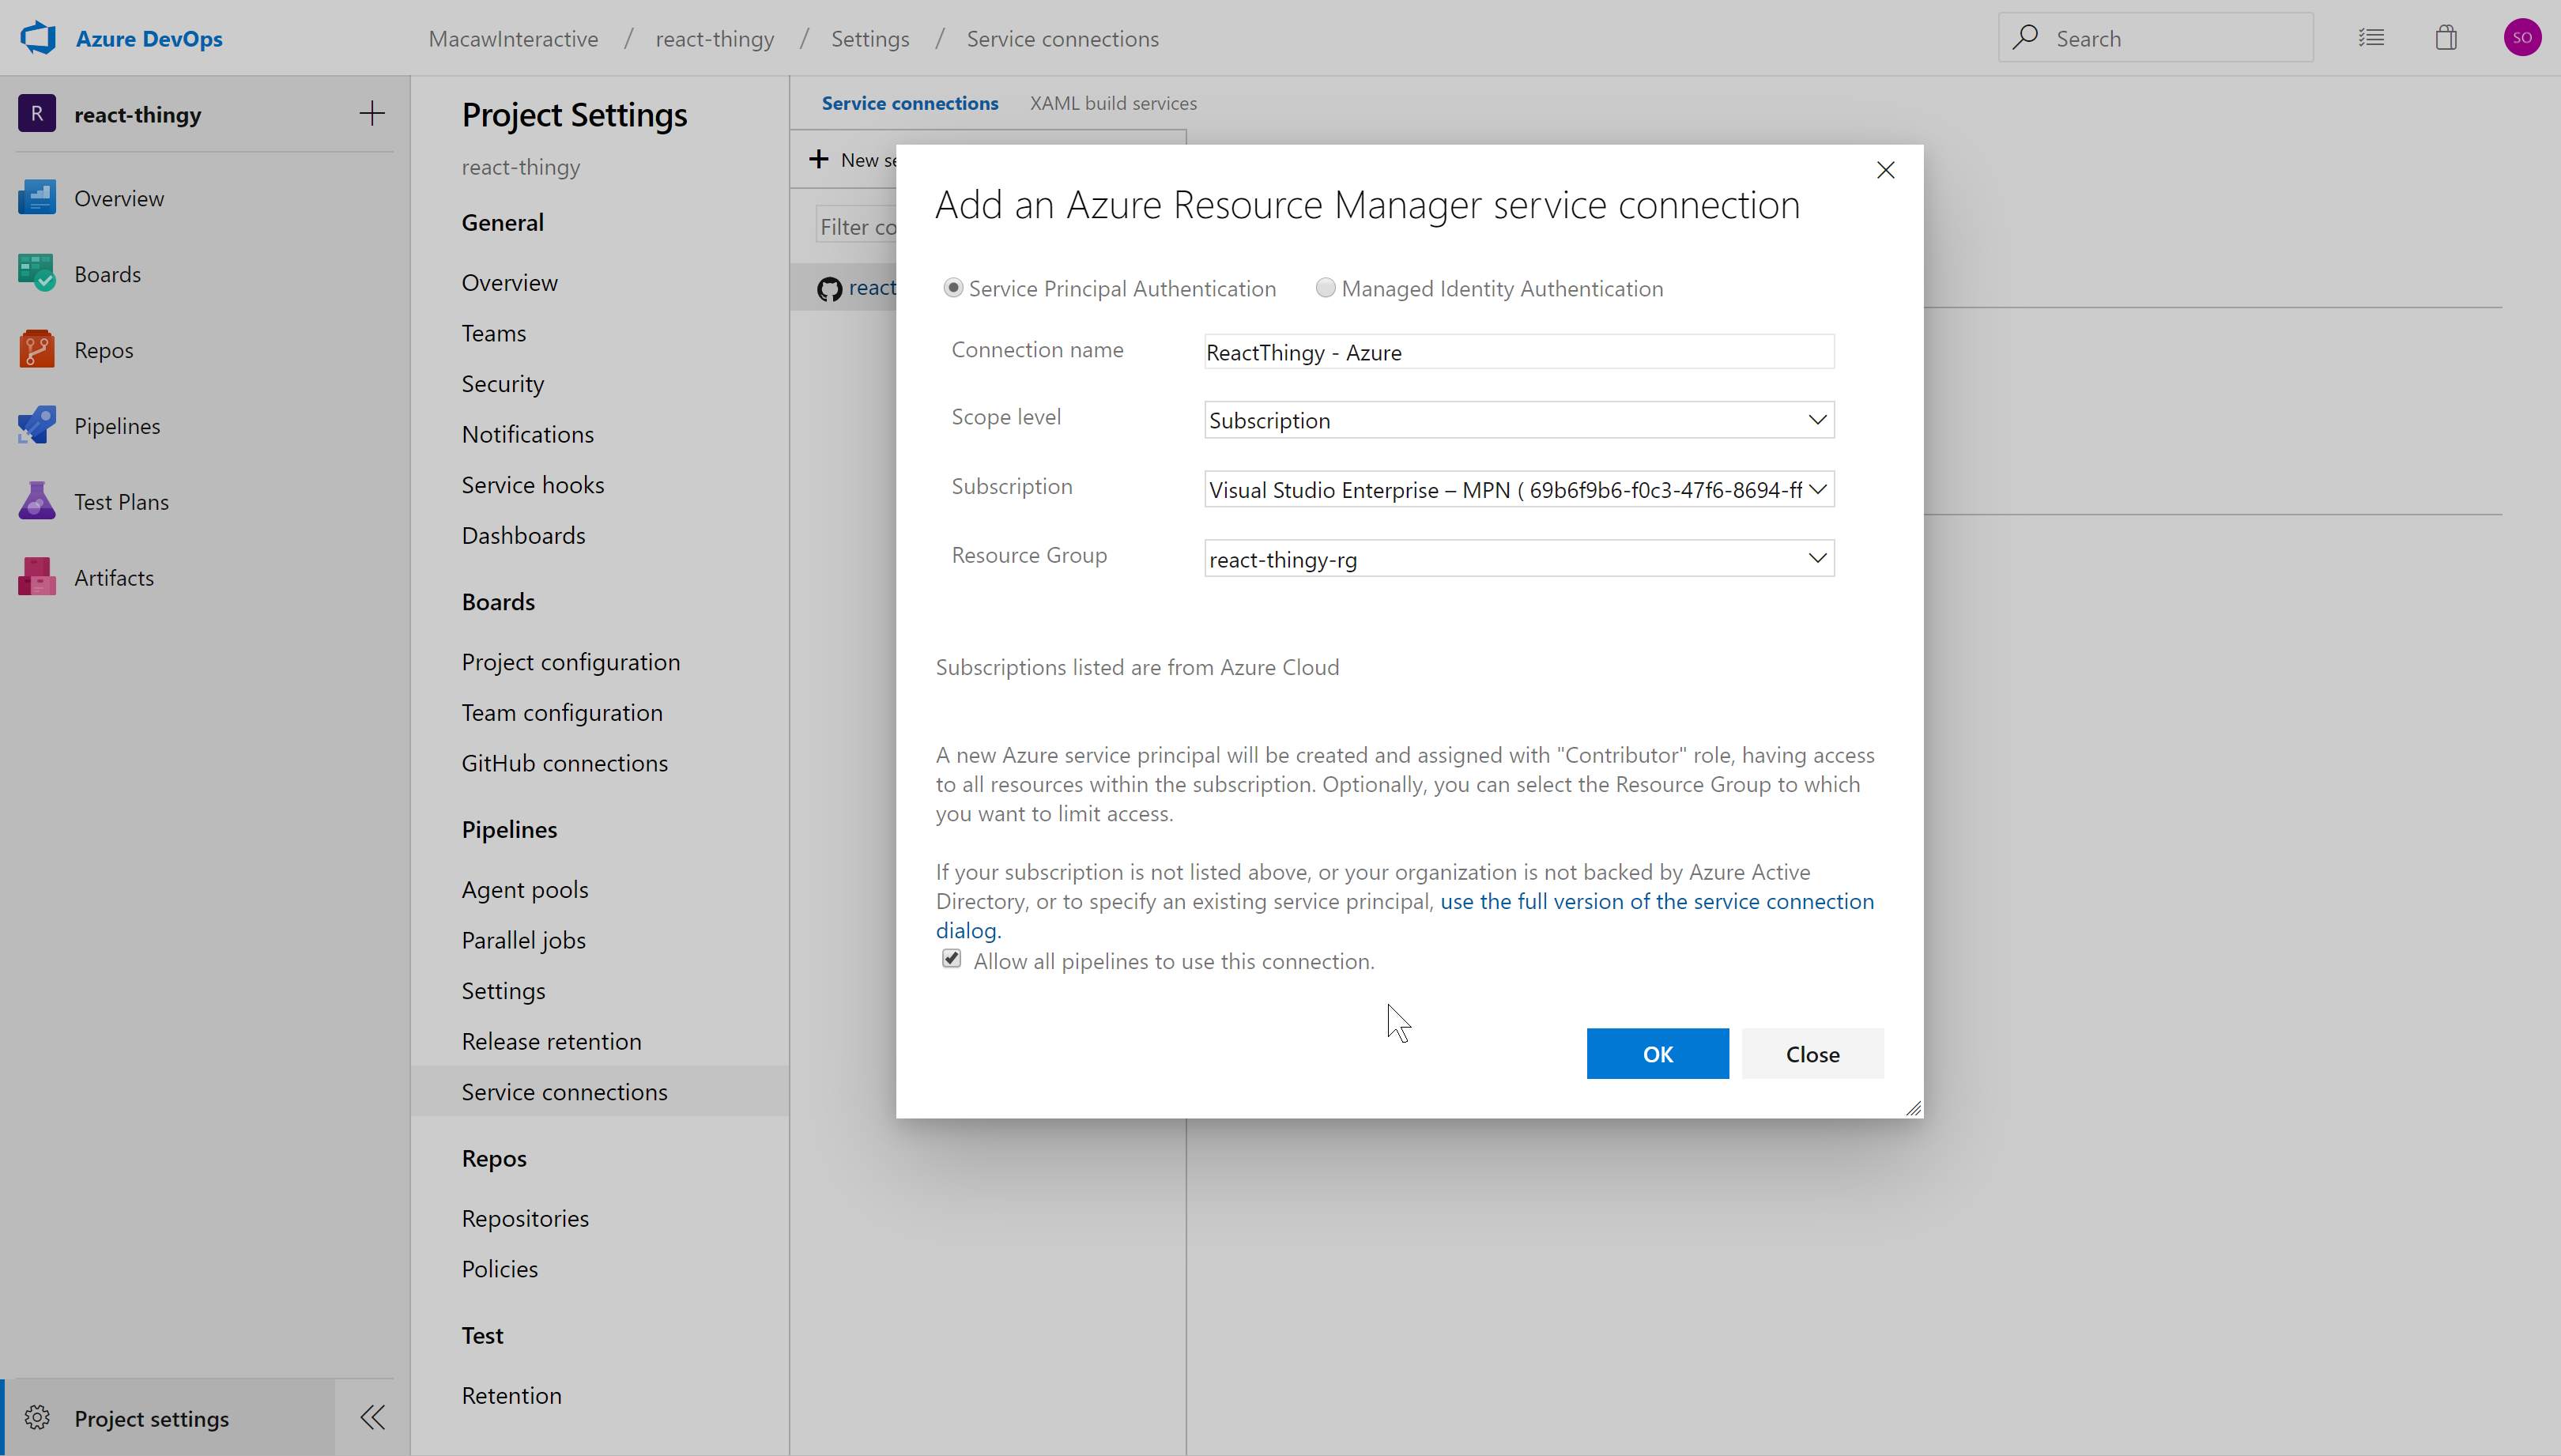 Azure DevOps
MacawInteractive / react-thingy / Settings / Service connections
Search
SO
R
react-thingy
Overview
Boards
Repos
Pipelines
Test Plans
Artifacts
Project settings
Project Settings
react-thingy
General
Overview
Teams
Security
Notifications
Service hooks
Dashboards
Boards
Project configuration
Team configuration
GitHub connections
Pipelines
Agent pools
Parallel jobs
Settings
Release retention
Service connections
Repos
Repositories
Policies
Test
Retention
Service connections
XAML build services
New se
Filter co
react
Add an Azure Resource Manager service connection
Service Principal Authentication
Managed Identity Authentication
Connection name
ReactThingy - Azure
Scope level
Subscription
Subscription
Visual Studio Enterprise – MPN ( 69b6f9b6-f0c3-47f6-8694-ff
Resource Group
react-thingy-rg
Subscriptions listed are from Azure Cloud
A new Azure service principal will be created and assigned with "Contributor" role, having access
to all resources within the subscription. Optionally, you can select the Resource Group to which
you want to limit access.
If your subscription is not listed above, or your organization is not backed by Azure Active
Directory, or to specify an existing service principal, use the full version of the service connection
dialog.
Allow all pipelines to use this connection.
OK
Close